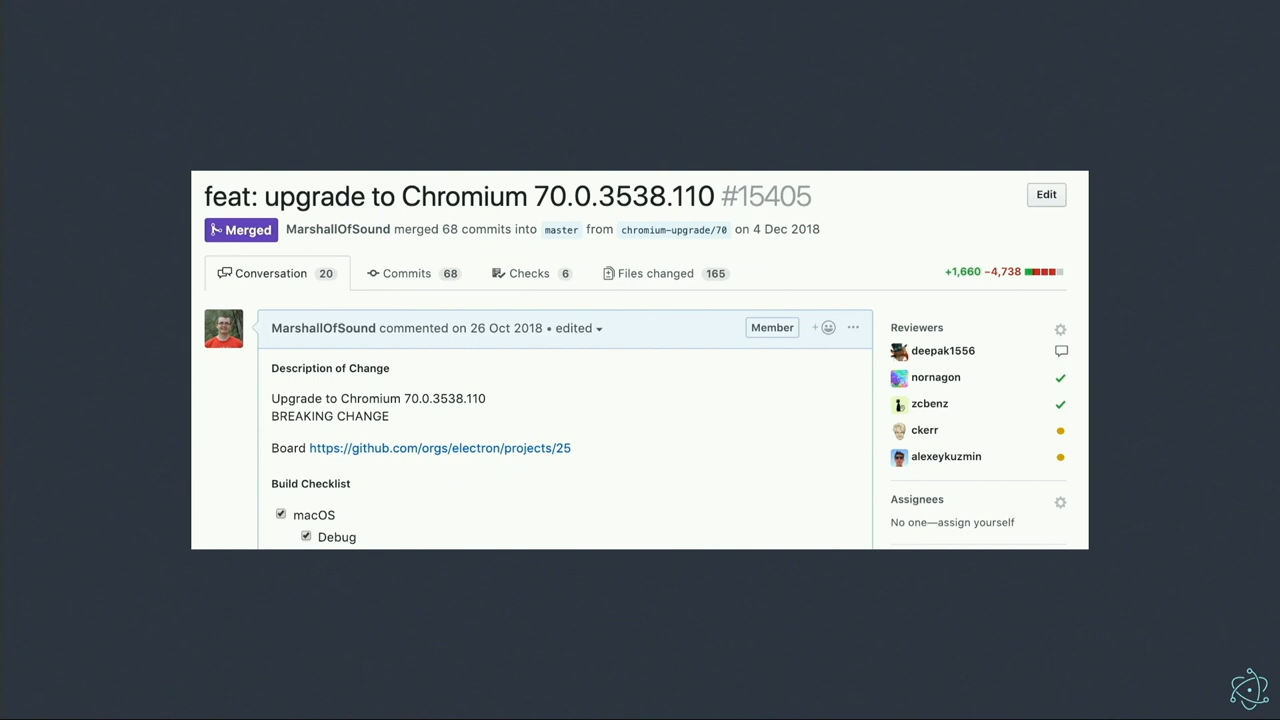 feat: upgrade to Chromium 70.0.3538.110 #15405
Edit
Merged MarshallOfSound merged 68 commits into master from chromium-upgrade/70 on 4 Dec 2018
Conversation 20 Commits 68 Checks 6 Files changed 165 +1,660 −4,738
MarshallOfSound commented on 26 Oct 2018 • edited Member
Description of Change
Upgrade to Chromium 70.0.3538.110
BREAKING CHANGE
Board https://github.com/orgs/electron/projects/25
Build Checklist
macOS
Debug
Reviewers
deepak1556
nornagon
zcbenz
ckerr
alexeykuzmin
Assignees
No one—assign yourself